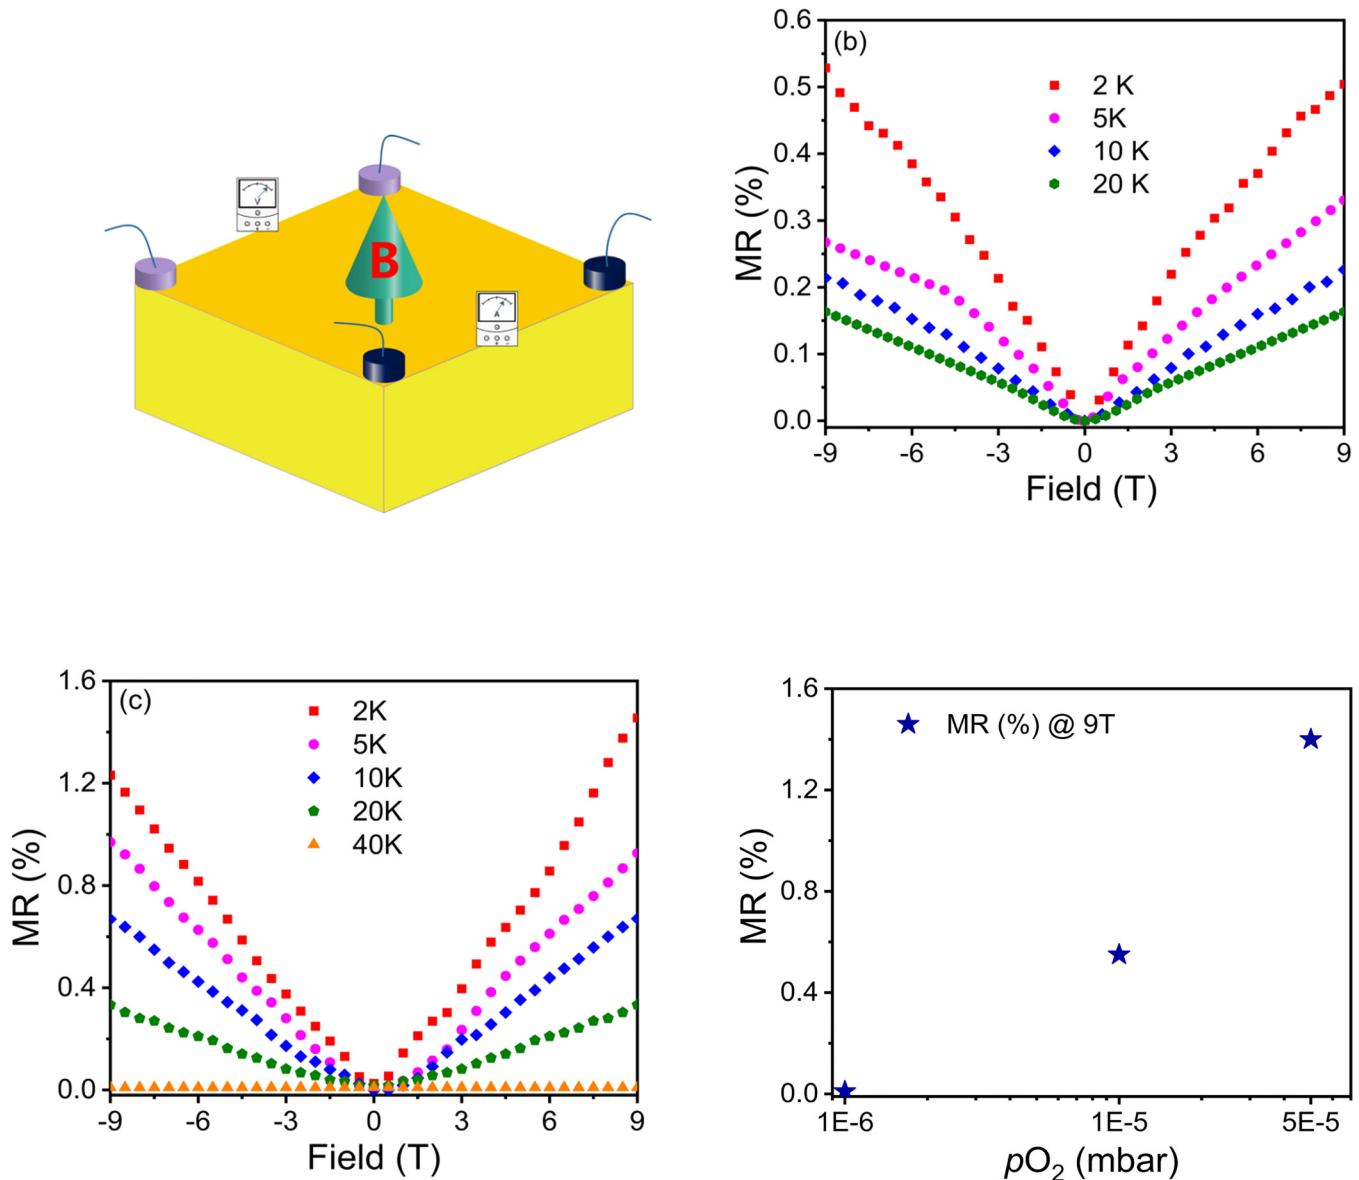 V
B
A
(b)
2 K
5K
10 K
20 K
0.6
0.5
0.4
0.3
0.2
0.1
0.0
MR (%)
-9 -6 -3 0 3 6 9
Field (T)
(c)
2K
5K
10K
20K
40K
1.6
1.2
0.8
0.4
0.0
MR (%)
-9 -6 -3 0 3 6 9
Field (T)
MR (%) @ 9T
1.6
1.2
0.8
0.4
0.0
MR (%)
1E-6 1E-5 5E-5
pO₂ (mbar)